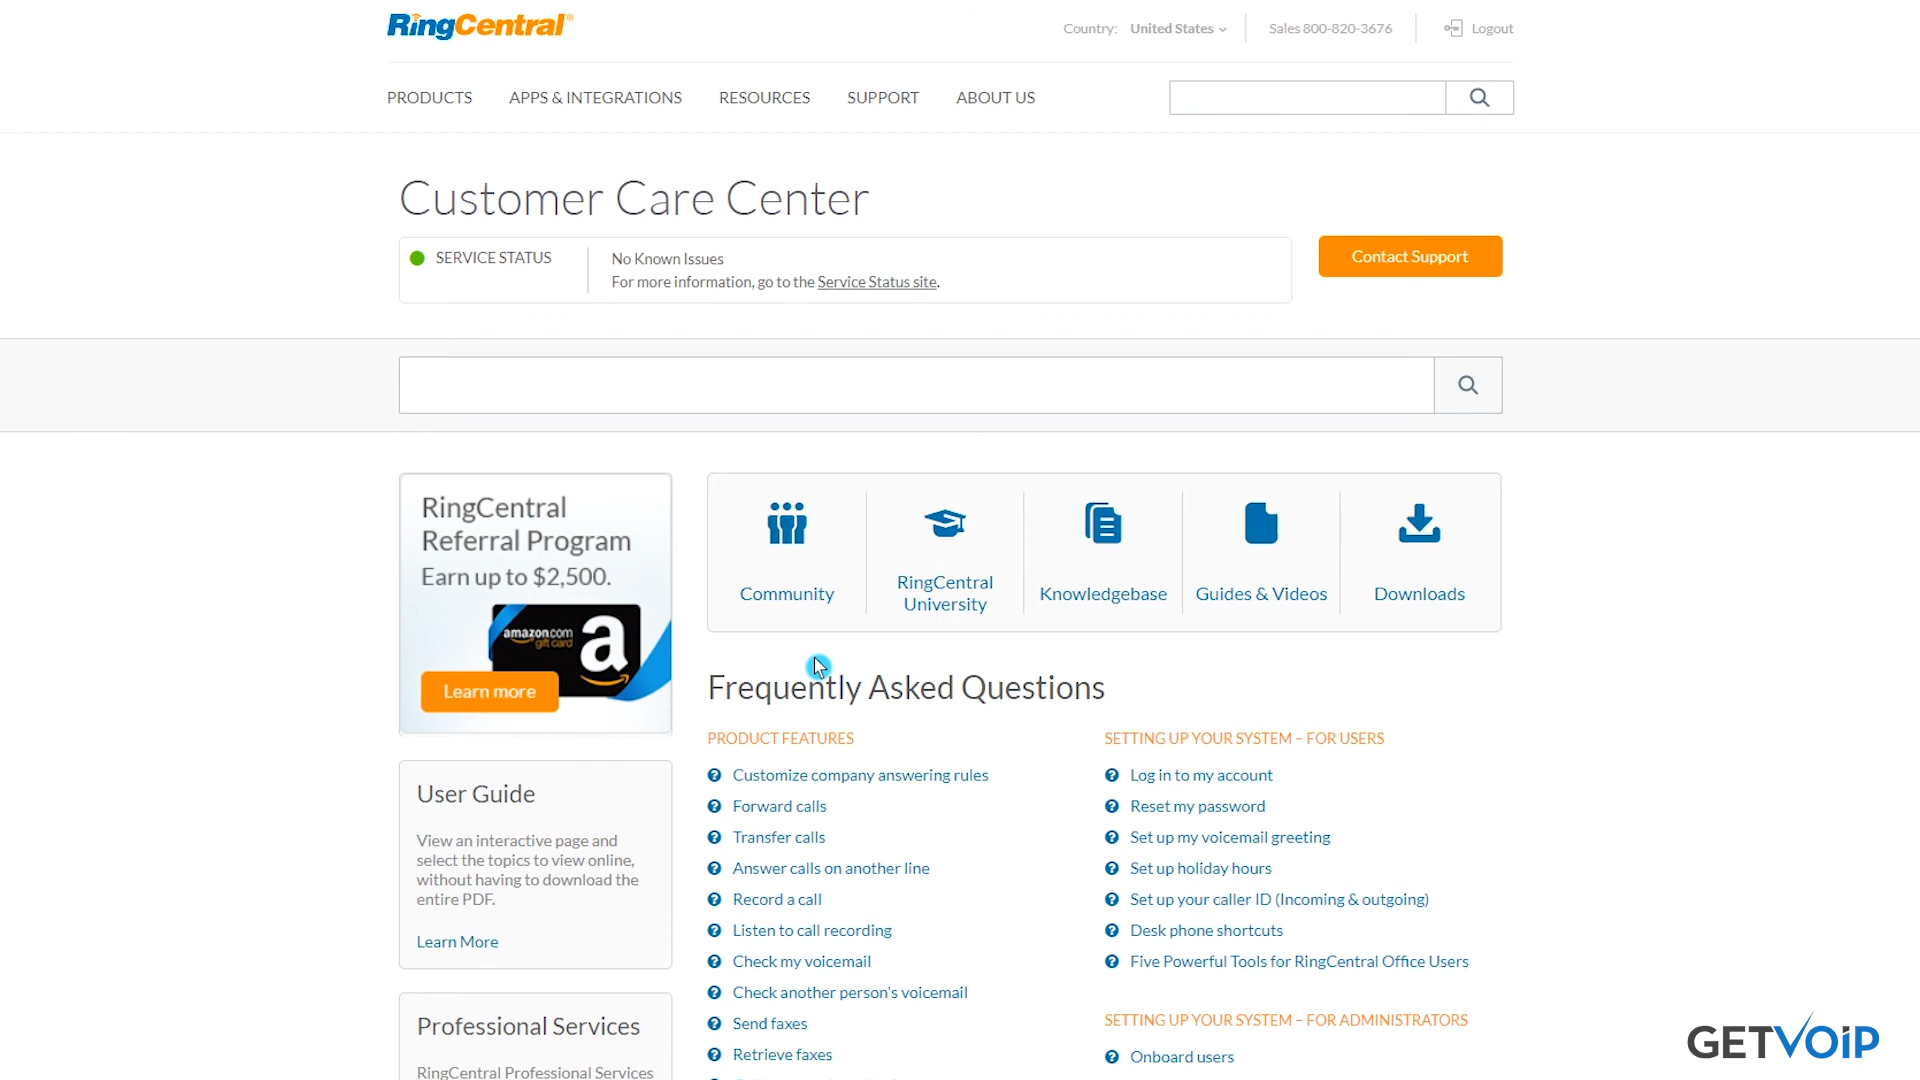 RingCentral®
Country: United States
Sales 800-820-3676
Logout
PRODUCTS
APPS & INTEGRATIONS
RESOURCES
SUPPORT
ABOUT US
Customer Care Center
SERVICE STATUS
No Known Issues
For more information, go to the Service Status site.
Contact Support
RingCentral
Referral Program
Earn up to $2,500.
amazon.com
gift card
a
Learn more
Community
RingCentral
University
Knowledgebase
Guides & Videos
Downloads
Frequently Asked Questions
PRODUCT FEATURES
Customize company answering rules
Forward calls
Transfer calls
Answer calls on another line
Record a call
Listen to call recording
Check my voicemail
Check another person's voicemail
Send faxes
Retrieve faxes
SETTING UP YOUR SYSTEM – FOR USERS
Log in to my account
Reset my password
Set up my voicemail greeting
Set up holiday hours
Set up your caller ID (Incoming & outgoing)
Desk phone shortcuts
Five Powerful Tools for RingCentral Office Users
SETTING UP YOUR SYSTEM – FOR ADMINISTRATORS
Onboard users
User Guide
View an interactive page and
select the topics to view online,
without having to download the
entire PDF.
Learn More
Professional Services
RingCentral Professional Services
GETVOiP